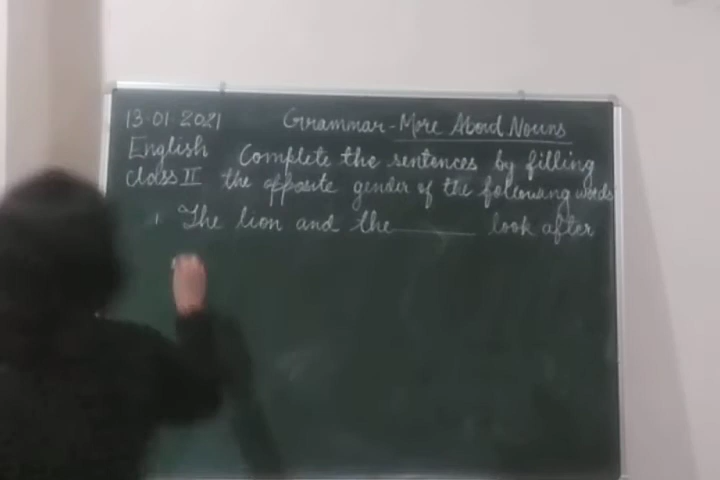 13.01.2021 Grammar - More About Nouns
English Complete the sentences by filling
class II the opposite gender of the following words
1. The lion and the ______ look after